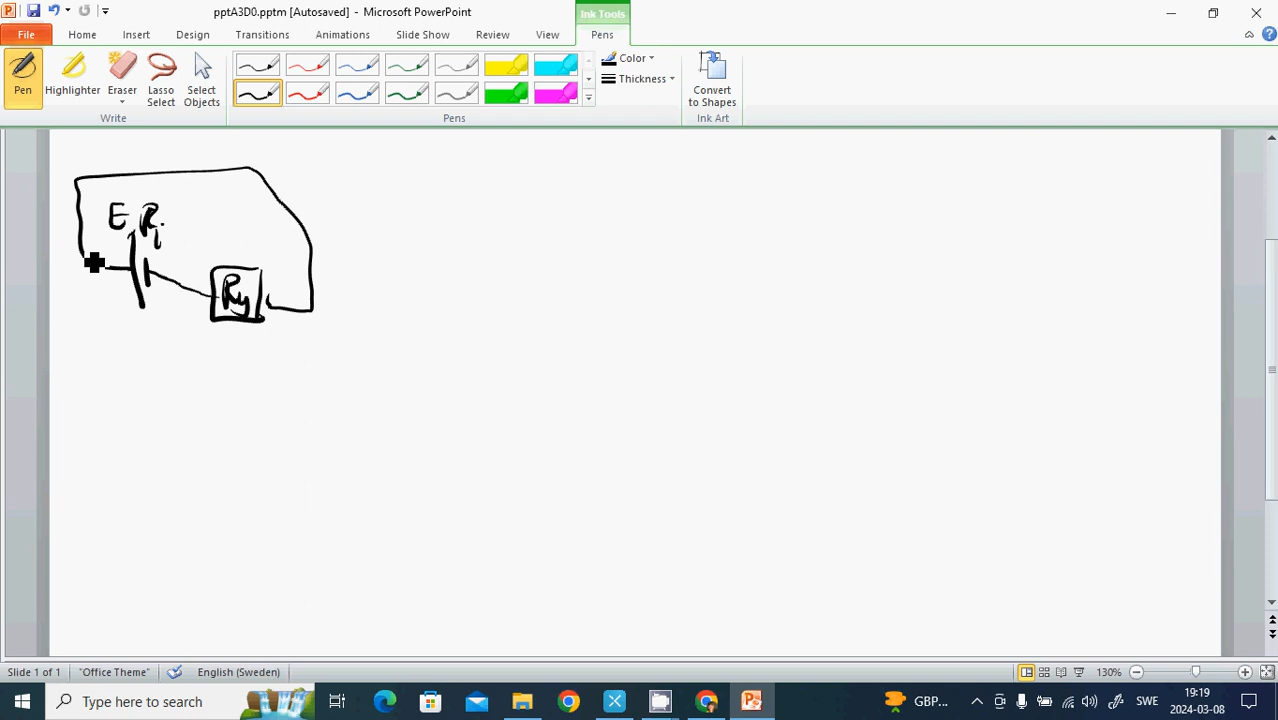 pptA3D0.pptm [Autosaved] - Microsoft PowerPoint
Ink Tools
File Home Insert Design Transitions Animations Slide Show Review View Pens
Pen
Highlighter
Eraser
Lasso Select
Select Objects
Color
Thickness
Convert to Shapes
Write
Pens
Ink Art
E, Ri
Ry
Slide 1 of 1
"Office Theme"
English (Sweden)
130%
Type here to search
GBP...
SWE
19:19
2024-03-08